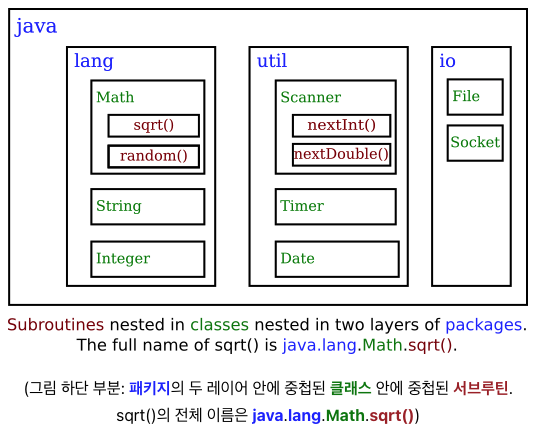 java
lang
Math
sqrt()
random()
String
Integer
util
Scanner
nextInt()
nextDouble()
Timer
Date
io
File
Socket
Subroutines nested in classes nested in two layers of packages.
The full name of sqrt() is java.lang.Math.sqrt().
(그림 하단 부분: 패키지의 두 레이어 안에 중첩된 클래스 안에 중첩된 서브루틴.
sqrt()의 전체 이름은 java.lang.Math.sqrt())